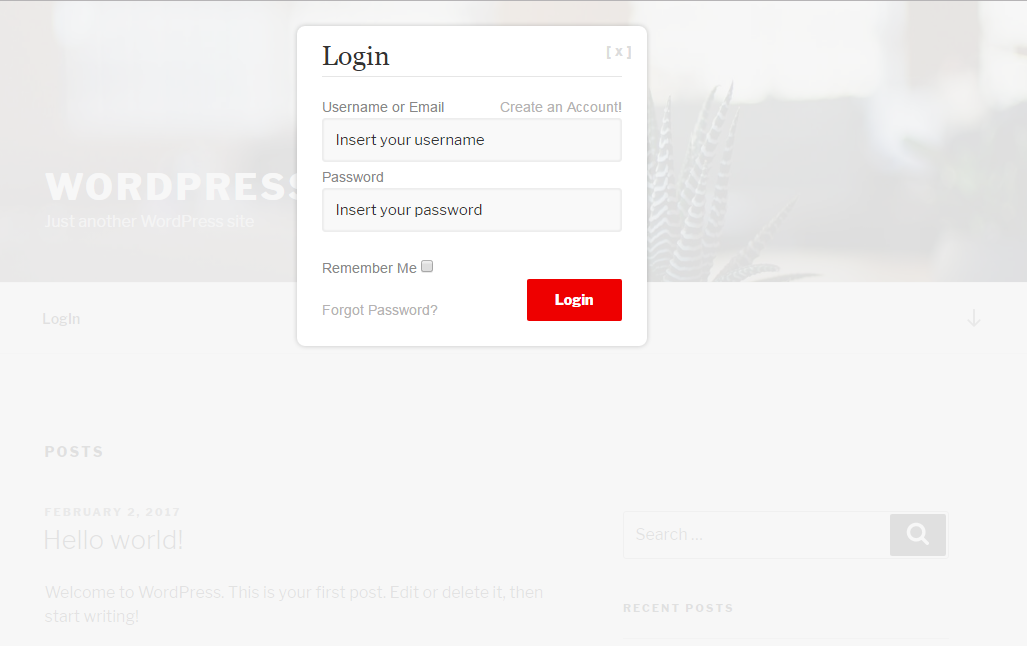 Login
[ x ]
Username or Email
Create an Account!
Insert your username
Password
Insert your password
Remember Me
Forgot Password?
Login
WORDPRESS
Just another WordPress site
LogIn
POSTS
FEBRUARY 2, 2017
Hello world!
Welcome to WordPress. This is your first post. Edit or delete it, then
start writing!
Search …
RECENT POSTS